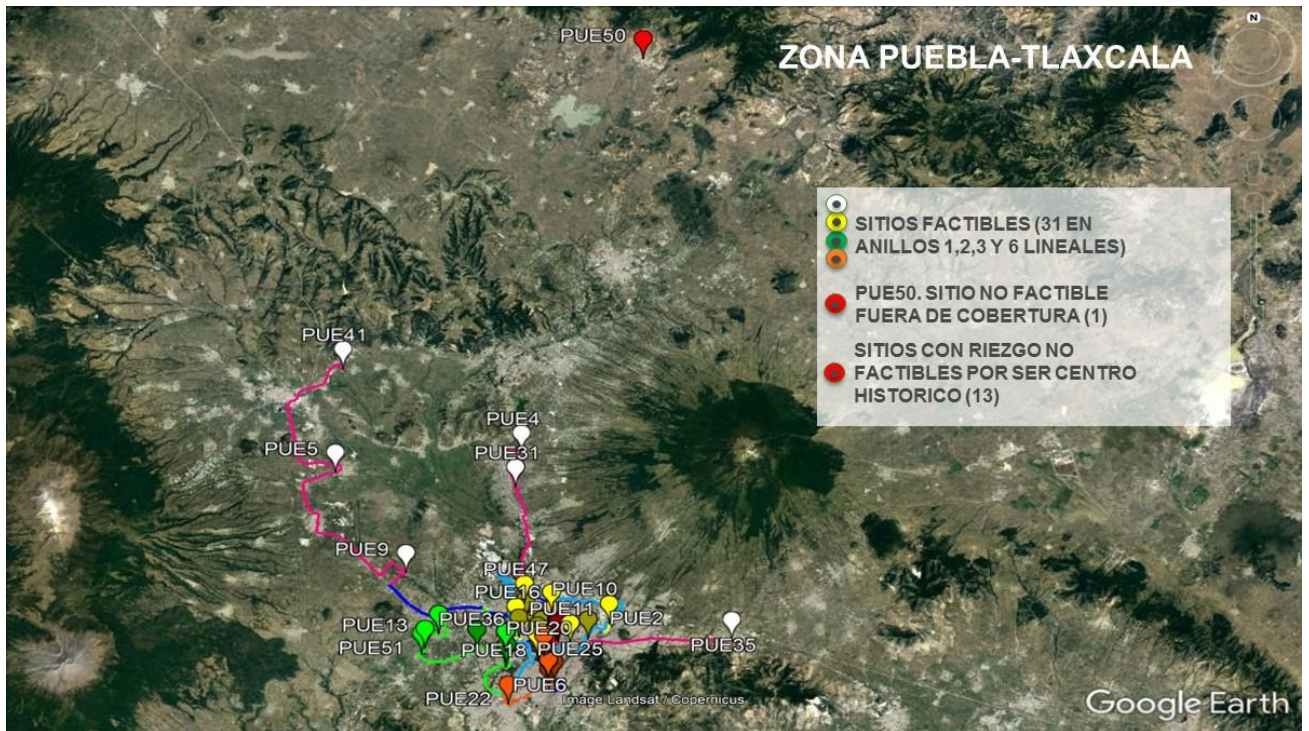 PUE50
N
ZONA PUEBLA-TLAXCALA
SITIOS FACTIBLES (31 EN
ANILLOS 1,2,3 Y 6 LINEALES)
PUE50. SITIO NO FACTIBLE
FUERA DE COBERTURA (1)
SITIOS CON RIEZGO NO
FACTIBLES POR SER CENTRO
HISTORICO (13)
PUE41
PUE4
PUE5
PUE31
PUE9
PUE47
PUE16
PUE10
PUE11
PUE2
PUE13
PUE36
PUE20
PUE51
PUE18
PUE25
PUE35
PUE22
PUE6
Image Landsat / Copernicus
Google Earth